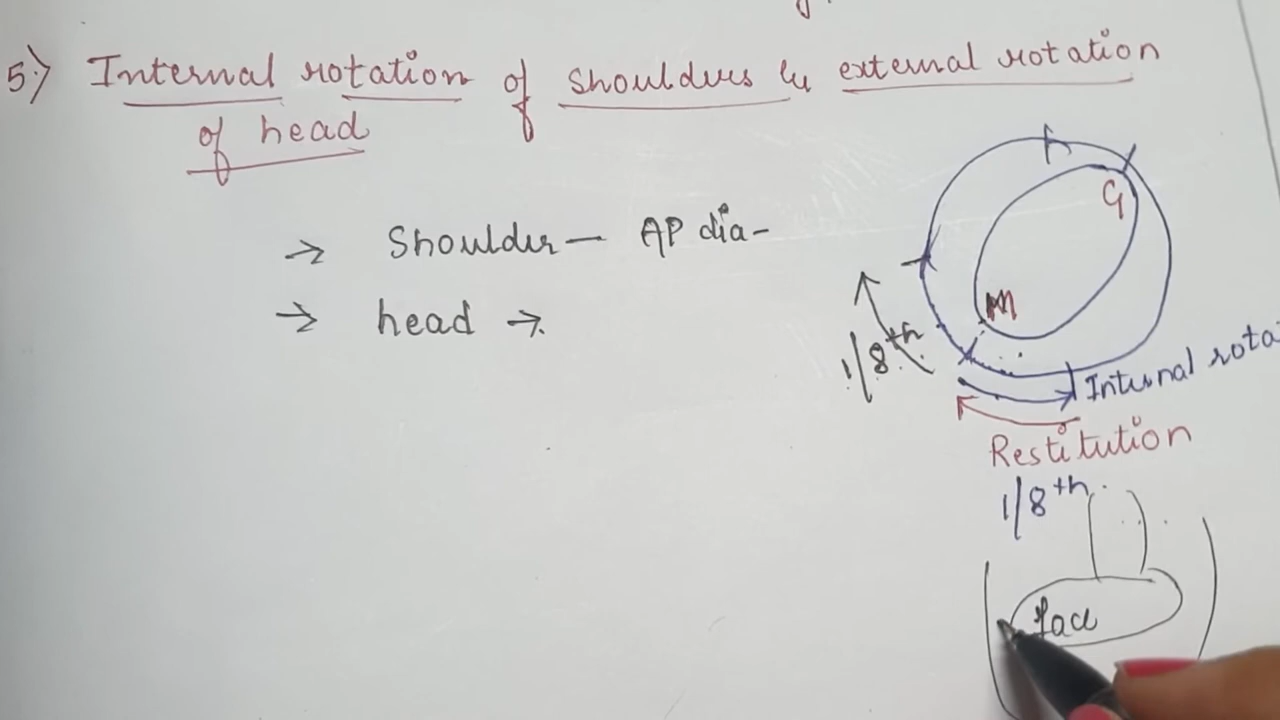 5) Internal rotation of shoulders & external rotation
of head
→ Shoulder — AP dia-
→ head →.
G
M
1/8th
Internal rota
Restitution
1/8th
face